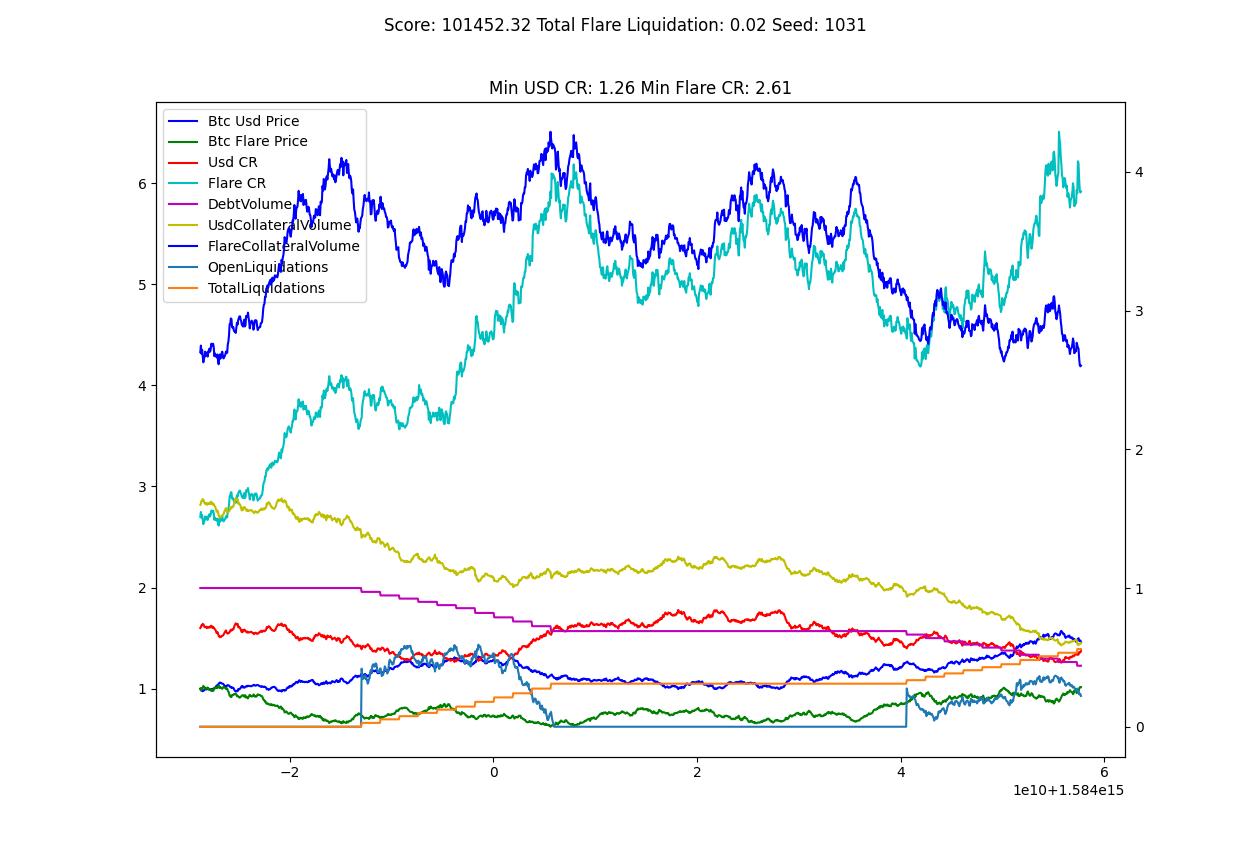 Score: 101452.32 Total Flare Liquidation: 0.02 Seed: 1031
Min USD CR: 1.26 Min Flare CR: 2.61
Btc Usd Price
Btc Flare Price
Usd CR
Flare CR
DebtVolume
UsdCollateralVolume
FlareCollateralVolume
OpenLiquidations
TotalLiquidations
6
5
4
3
2
1
4
3
2
1
0
−2
0
2
4
6
1e10+1.584e15